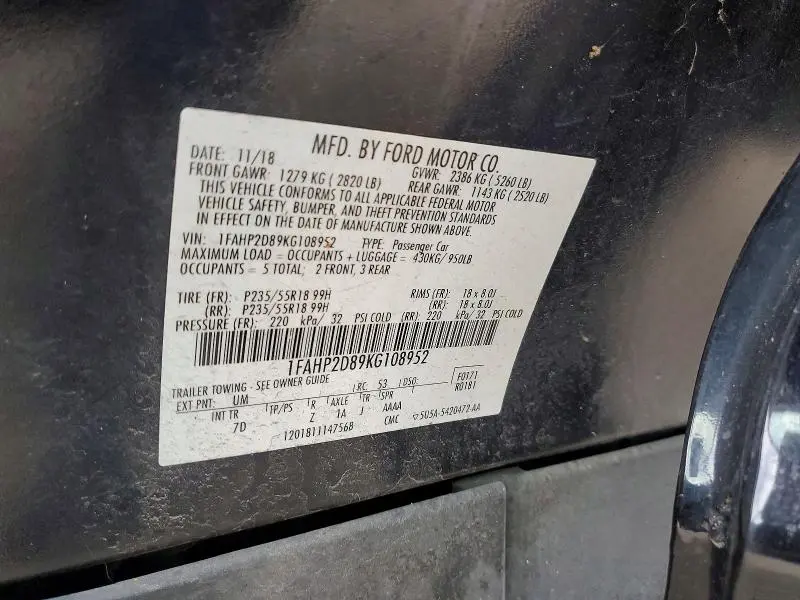 MFD. BY FORD MOTOR CO.
DATE: 11/18 GVWR: 2386 KG ( 5260 LB)
FRONT GAWR: 1279 KG ( 2820 LB) REAR GAWR: 1143 KG ( 2520 LB)
THIS VEHICLE CONFORMS TO ALL APPLICABLE FEDERAL MOTOR
VEHICLE SAFETY, BUMPER, AND THEFT PREVENTION STANDARDS
IN EFFECT ON THE DATE OF MANUFACTURE SHOWN ABOVE.
VIN: 1FAHP2D89KG108952 TYPE: Passenger Car
MAXIMUM LOAD = OCCUPANTS + LUGGAGE = 430KG/ 950LB
OCCUPANTS = 5 TOTAL; 2 FRONT, 3 REAR
TIRE (FR): P235/55R18 99H RIMS (FR): 18 x 8.0J
(RR): P235/55R18 99H (RR): 18 x 8.0J
PRESSURE (FR): 220 kPa/ 32 PSI COLD (RR): 220 kPa/ 32 PSI COLD
1FAHP2D89KG108952
TRAILER TOWING - SEE OWNER GUIDE RC: 53 DSO: F0171
EXT PNT: UM R0181
INT TR TP/PS R AXLE TR SPR
7D Z 1A J AAAA
1201811147568 CMC 5U5A-5420472-AA